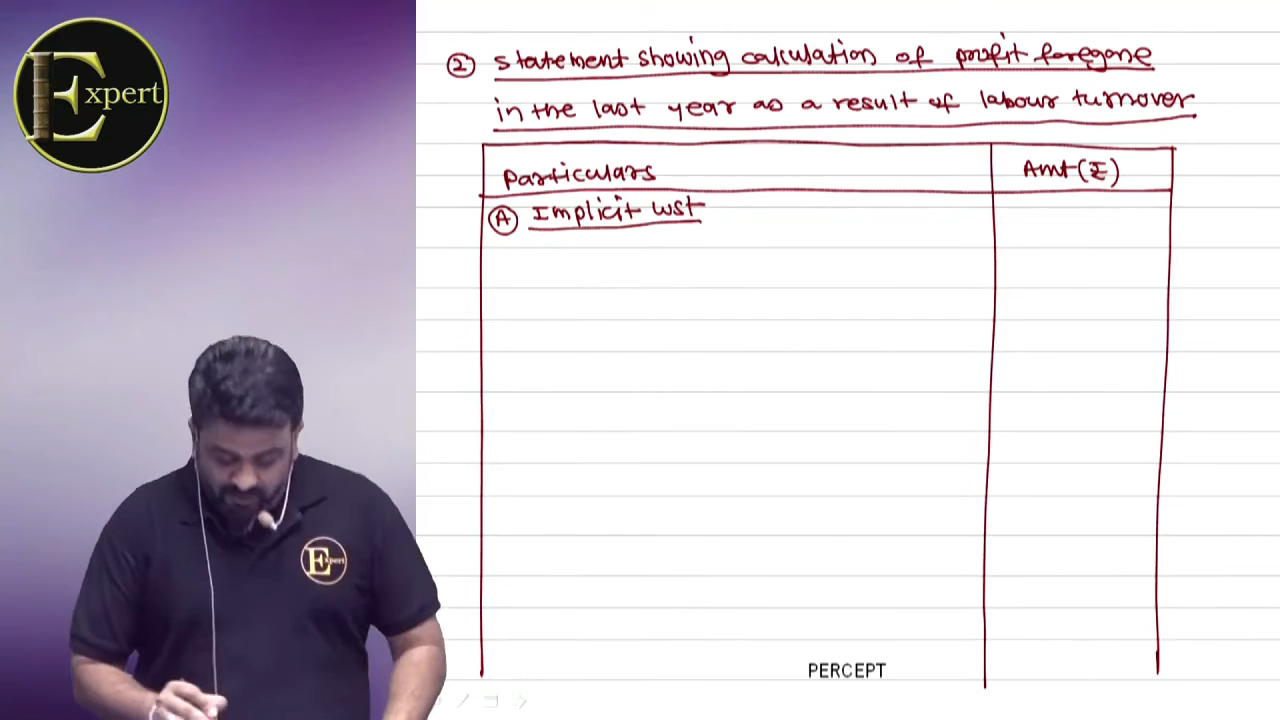 Expert
② Statement showing calculation of profit foregone
in the last year as a result of labour turnover
Particulars
Amt (₹)
Ⓐ Implicit cost
Expert
PERCEPT